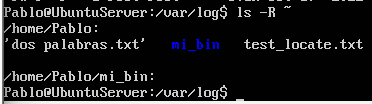 Pablo@UbuntuServer:/var/log$ ls -R ~
/home/Pablo:
'dos palabras.txt'   mi_bin   test_locate.txt
/home/Pablo/mi_bin:
Pablo@UbuntuServer:/var/log$ _